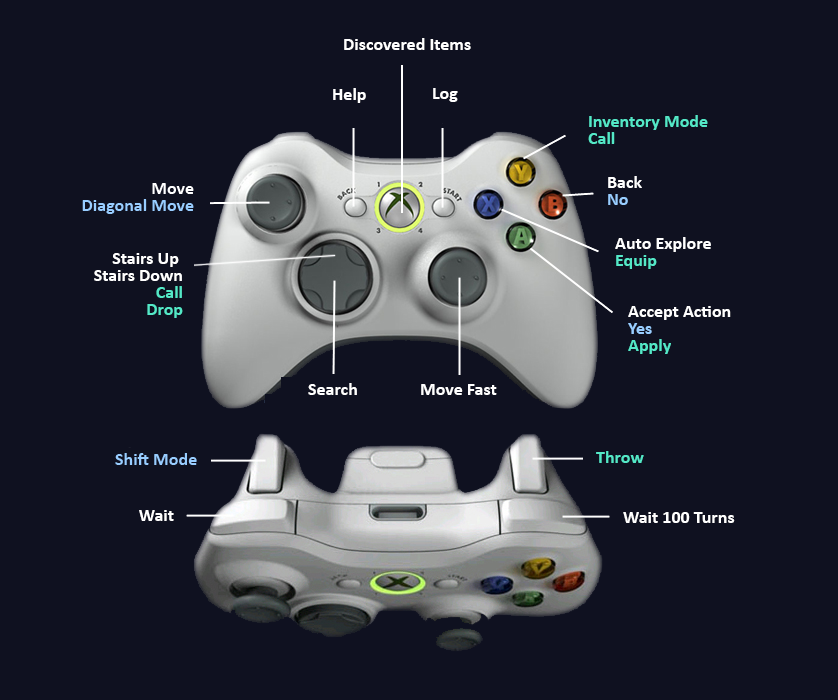 Discovered Items
Help
Log
Inventory Mode
Call
Move
Diagonal Move
BACK
1
2
START
Y
X
B
A
3
4
Back
No
Auto Explore
Equip
Stairs Up
Stairs Down
Call
Drop
Accept Action
Yes
Apply
Search
Move Fast
Shift Mode
Throw
Wait
Wait 100 Turns